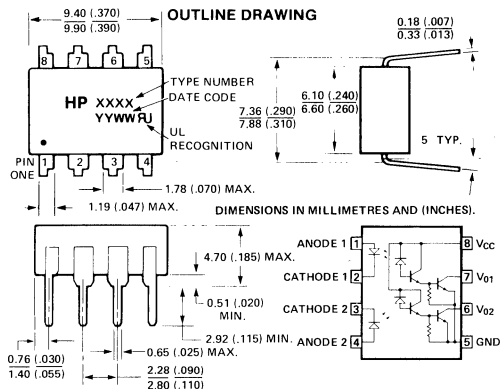 OUTLINE DRAWING
9.40 (.370)
9.90 (.390)
0.18 (.007)
0.33 (.013)
8 7 6 5
HP XXXX
YYWW RU
TYPE NUMBER
DATE CODE
UL
RECOGNITION
7.36 (.290)
7.88 (.310)
6.10 (.240)
6.60 (.260)
5 TYP.
PIN
ONE
1 2 3 4
1.78 (.070) MAX.
1.19 (.047) MAX.
DIMENSIONS IN MILLIMETRES AND (INCHES).
4.70 (.185) MAX.
0.51 (.020)
MIN.
2.92 (.115) MIN.
0.65 (.025) MAX.
0.76 (.030)
1.40 (.055)
2.28 (.090)
2.80 (.110)
ANODE 1 1
CATHODE 1 2
CATHODE 2 3
ANODE 2 4
8 VCC
7 V01
6 V02
5 GND